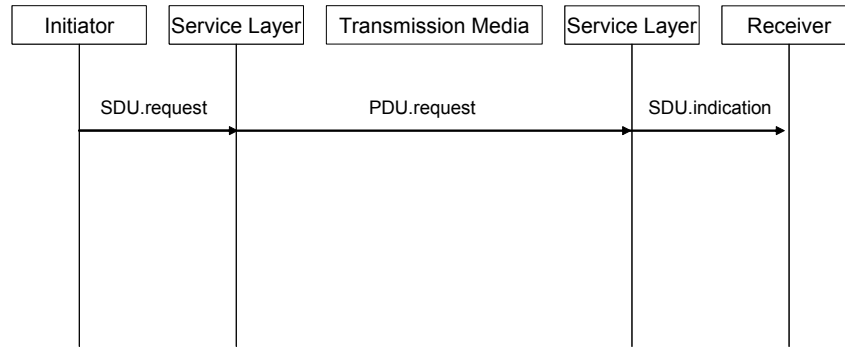 Initiator
Service Layer
Transmission Media
Service Layer
Receiver
SDU.request
PDU.request
SDU.indication